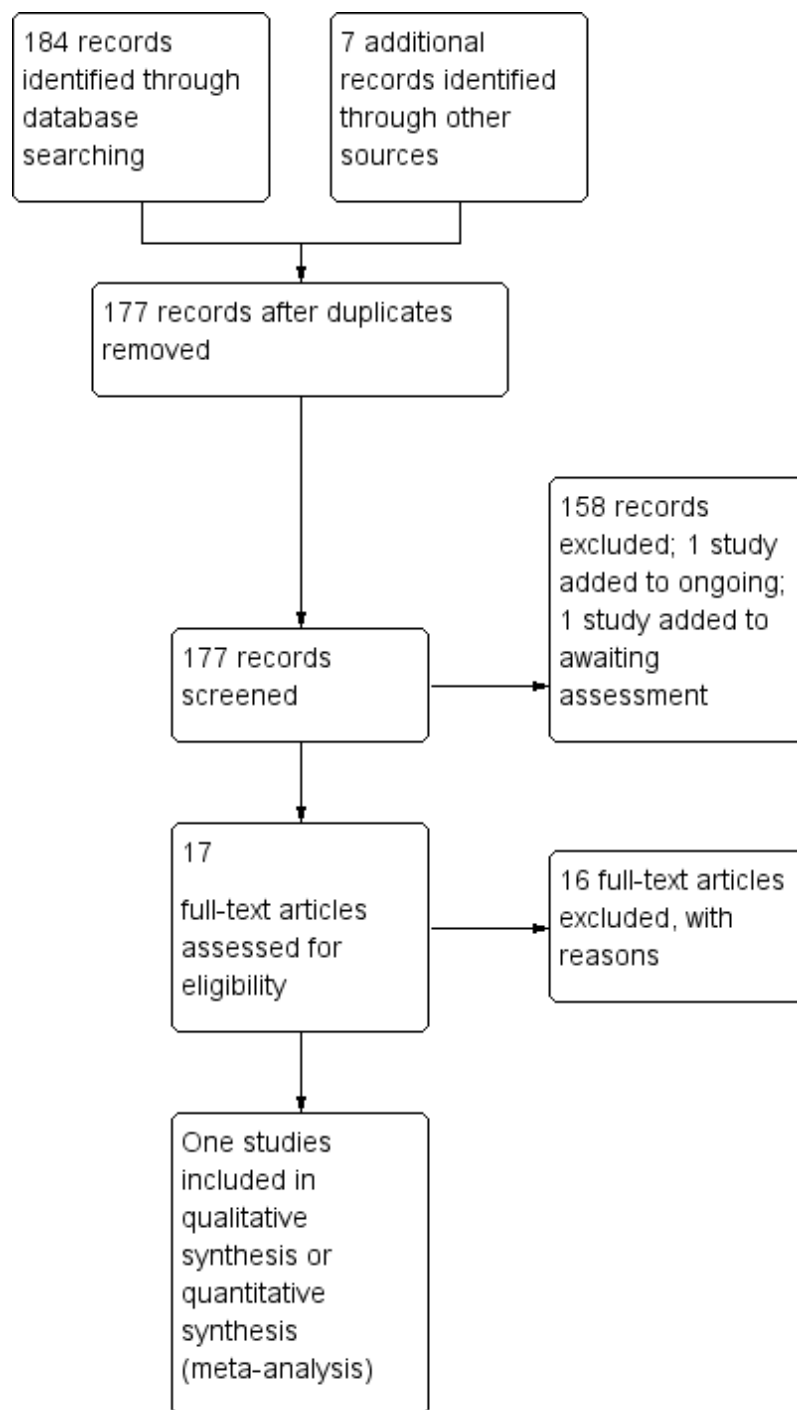 184 records
identified through
database
searching
7 additional
records identified
through other
sources
177 records after duplicates
removed
158 records
excluded; 1 study
added to ongoing;
1 study added to
awaiting
assessment
177 records
screened
17
full-text articles
assessed for
eligibility
16 full-text articles
excluded, with
reasons
One studies
included in
qualitative
synthesis or
quantitative
synthesis
(meta-analysis)